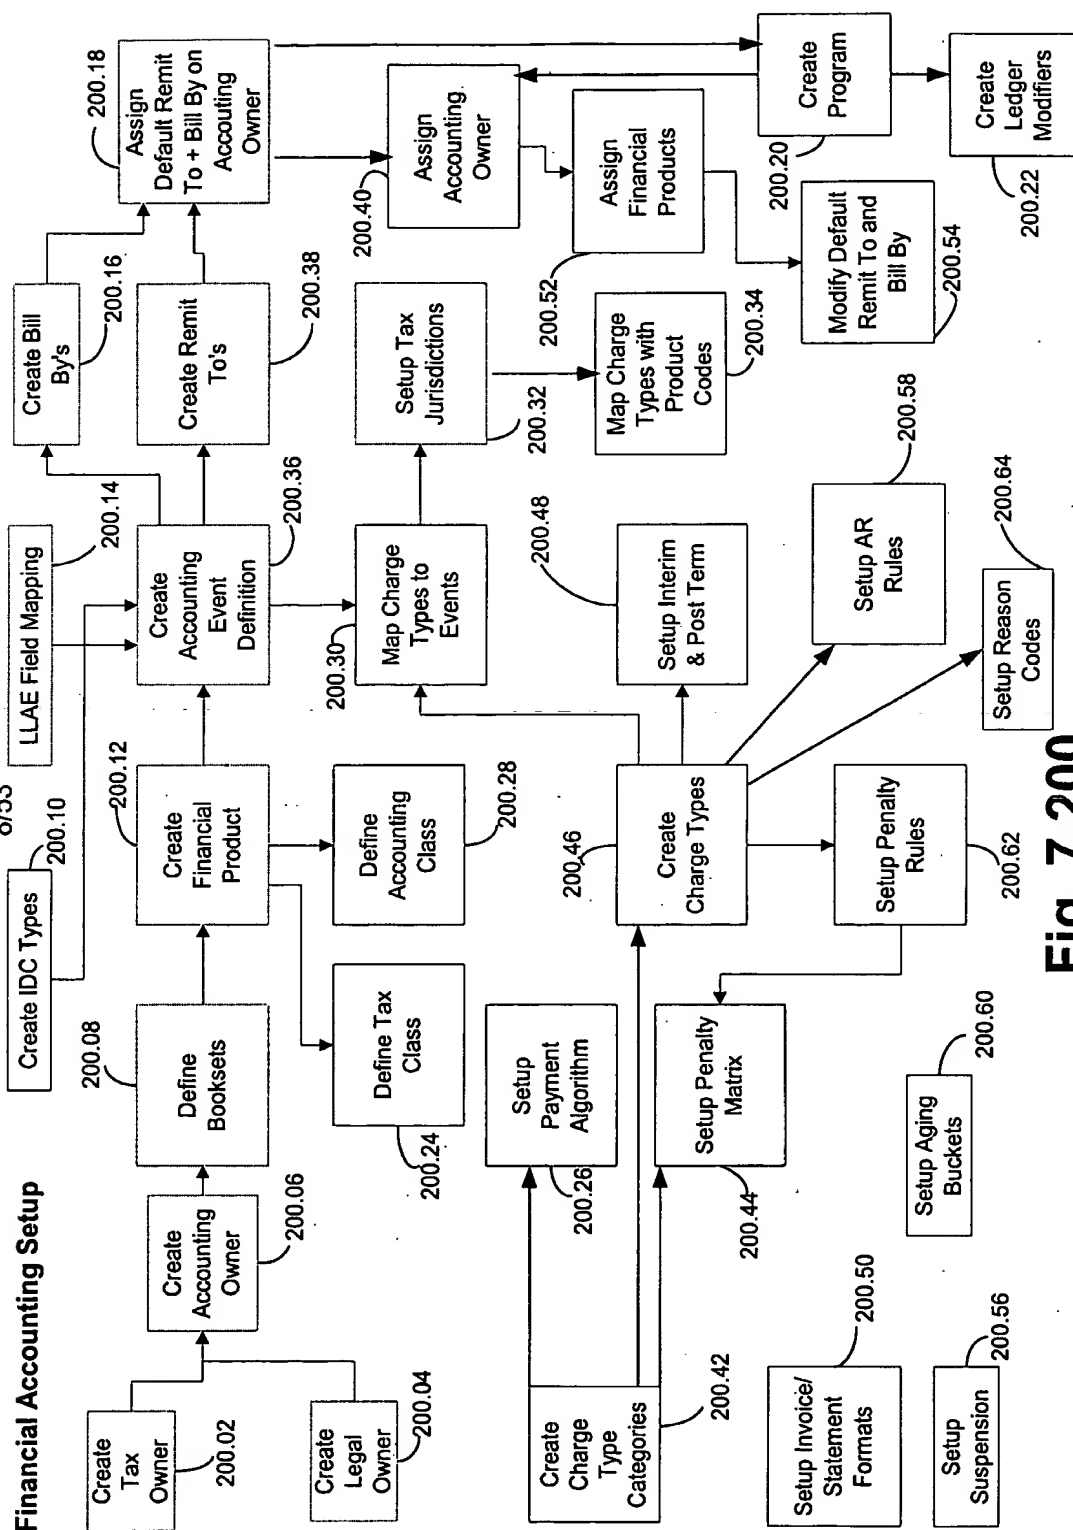 Financial Accounting Setup
8/53
Create
Tax
Owner
200.02
Create
Legal
Owner
200.04
Create
Accounting
Owner
200.06
Define
Booksets
200.08
Create IDC Types
200.10
Create
Financial
Product
200.12
LLAE Field Mapping
200.14
Create
Accounting
Event
Definition
200.36
Create Bill
By's
200.16
Create Remit
To's
200.38
Assign
Default Remit
To + Bill By on
Accouting
Owner
200.18
Define Tax
Class
200.24
Define
Accounting
Class
200.28
Map Charge
Types to
Events
200.30
Setup Tax
Jurisdictions
200.32
Assign
Accounting
Owner
200.40
Setup
Payment
Algorithm
200.26
Create
Charge Types
200.46
Setup Interim
& Post Term
200.48
Map Charge
Types with
Product
Codes
200.34
Assign
Financial
Products
200.52
Create
Charge
Type
Categories
200.42
Setup Penalty
Matrix
200.44
Setup Penalty
Rules
200.62
Setup AR
Rules
200.58
Modify Default
Remit To and
Bill By
200.54
Create
Program
200.20
Setup Invoice/
Statement
Formats
200.50
Setup Aging
Buckets
200.60
Setup Reason
Codes
200.64
Create
Ledger
Modifiers
200.22
Setup
Suspension
200.56
Fig. 7.200